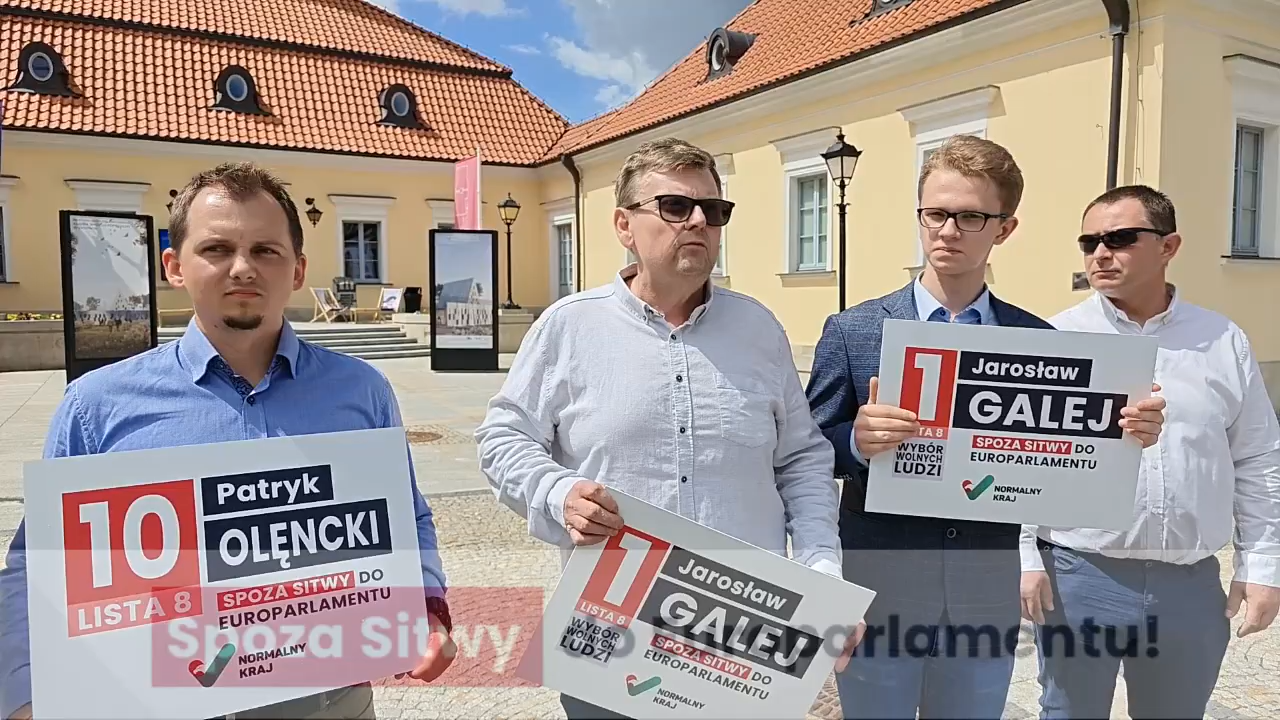 10
LISTA 8
Patryk
OLĘNCKI
SPOZA SITWY DO
EUROPARLAMENTU
NORMALNY
KRAJ
1
LISTA 8
WYBÓR
WOLNYCH
LUDZI
Jarosław
GALEJ
SPOZA SITWY DO
EUROPARLAMENTU
NORMALNY
KRAJ
1
LISTA 8
WYBÓR
WOLNYCH
LUDZI
Jarosław
GALEJ
SPOZA SITWY DO
EUROPARLAMENTU
NORMALNY
KRAJ
Spoza Sitwy do Europarlamentu!